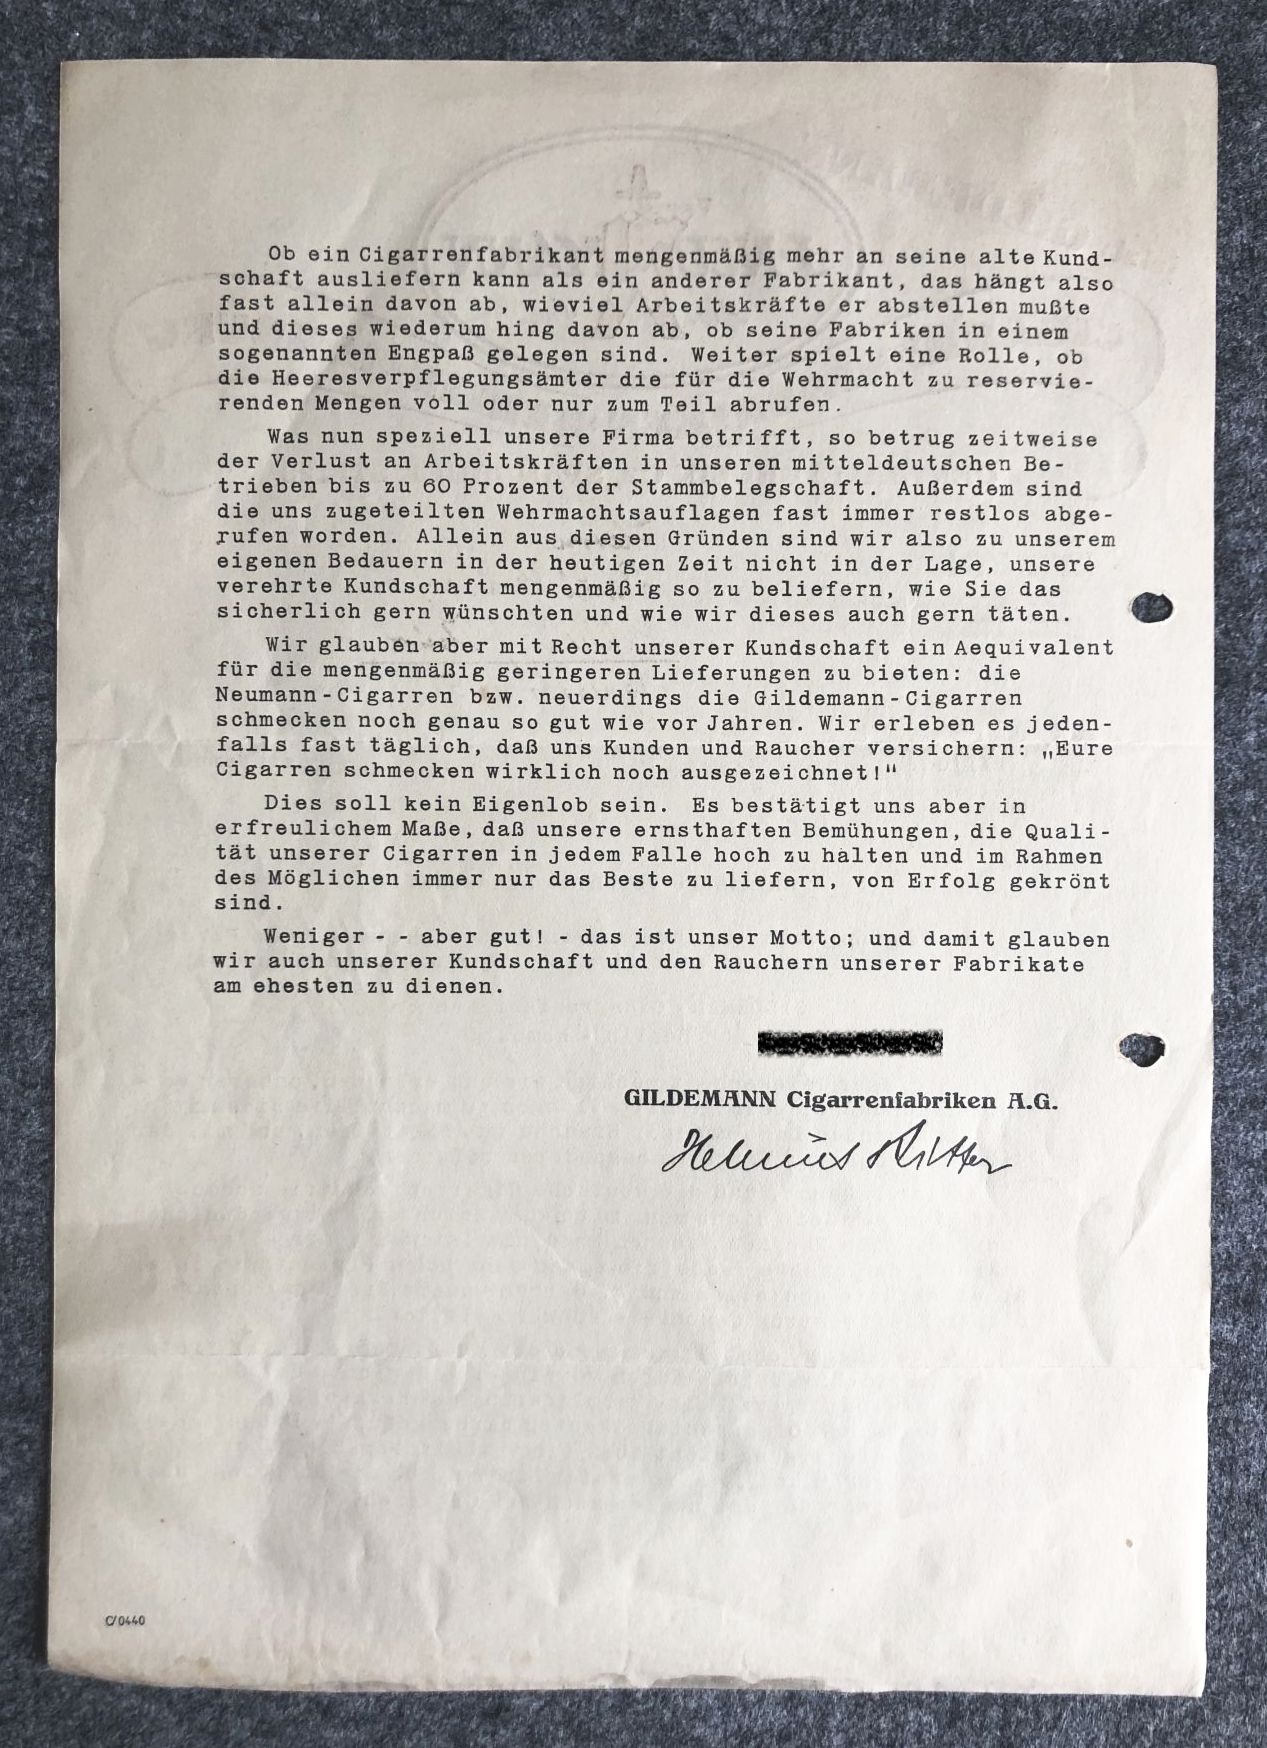 Ob ein Cigarrenfabrikant mengenmäßig mehr an seine alte Kund-
schaft ausliefern kann als ein anderer Fabrikant, das hängt also
fast allein davon ab, wieviel Arbeitskräfte er abstellen mußte
und dieses wiederum hing davon ab, ob seine Fabriken in einem
sogenannten Engpaß gelegen sind. Weiter spielt eine Rolle, ob
die Heeresverpflegungsämter die für die Wehrmacht zu reservie-
renden Mengen voll oder nur zum Teil abrufen.
Was nun speziell unsere Firma betrifft, so betrug zeitweise
der Verlust an Arbeitskräften in unseren mitteldeutschen Be-
trieben bis zu 60 Prozent der Stammbelegschaft. Außerdem sind
die uns zugeteilten Wehrmachtsauflagen fast immer restlos abge-
rufen worden. Allein aus diesen Gründen sind wir also zu unserem
eigenen Bedauern in der heutigen Zeit nicht in der Lage, unsere
verehrte Kundschaft mengenmäßig so zu beliefern, wie Sie das
sicherlich gern wünschten und wie wir dieses auch gern täten.
Wir glauben aber mit Recht unserer Kundschaft ein Aequivalent
für die mengenmäßig geringeren Lieferungen zu bieten: die
Neumann-Cigarren bzw. neuerdings die Gildemann-Cigarren
schmecken noch genau so gut wie vor Jahren. Wir erleben es jeden-
falls fast täglich, daß uns Kunden und Raucher versichern: „Eure
Cigarren schmecken wirklich noch ausgezeichnet!“
Dies soll kein Eigenlob sein. Es bestätigt uns aber in
erfreulichem Maße, daß unsere ernsthaften Bemühungen, die Quali-
tät unserer Cigarren in jedem Falle hoch zu halten und im Rahmen
des Möglichen immer nur das Beste zu liefern, von Erfolg gekrönt
sind.
Weniger - - aber gut! - das ist unser Motto; und damit glauben
wir auch unserer Kundschaft und den Rauchern unserer Fabrikate
am ehesten zu dienen.
GILDEMANN Cigarrenfabriken A.G.
Helmut Ritter
C/0440